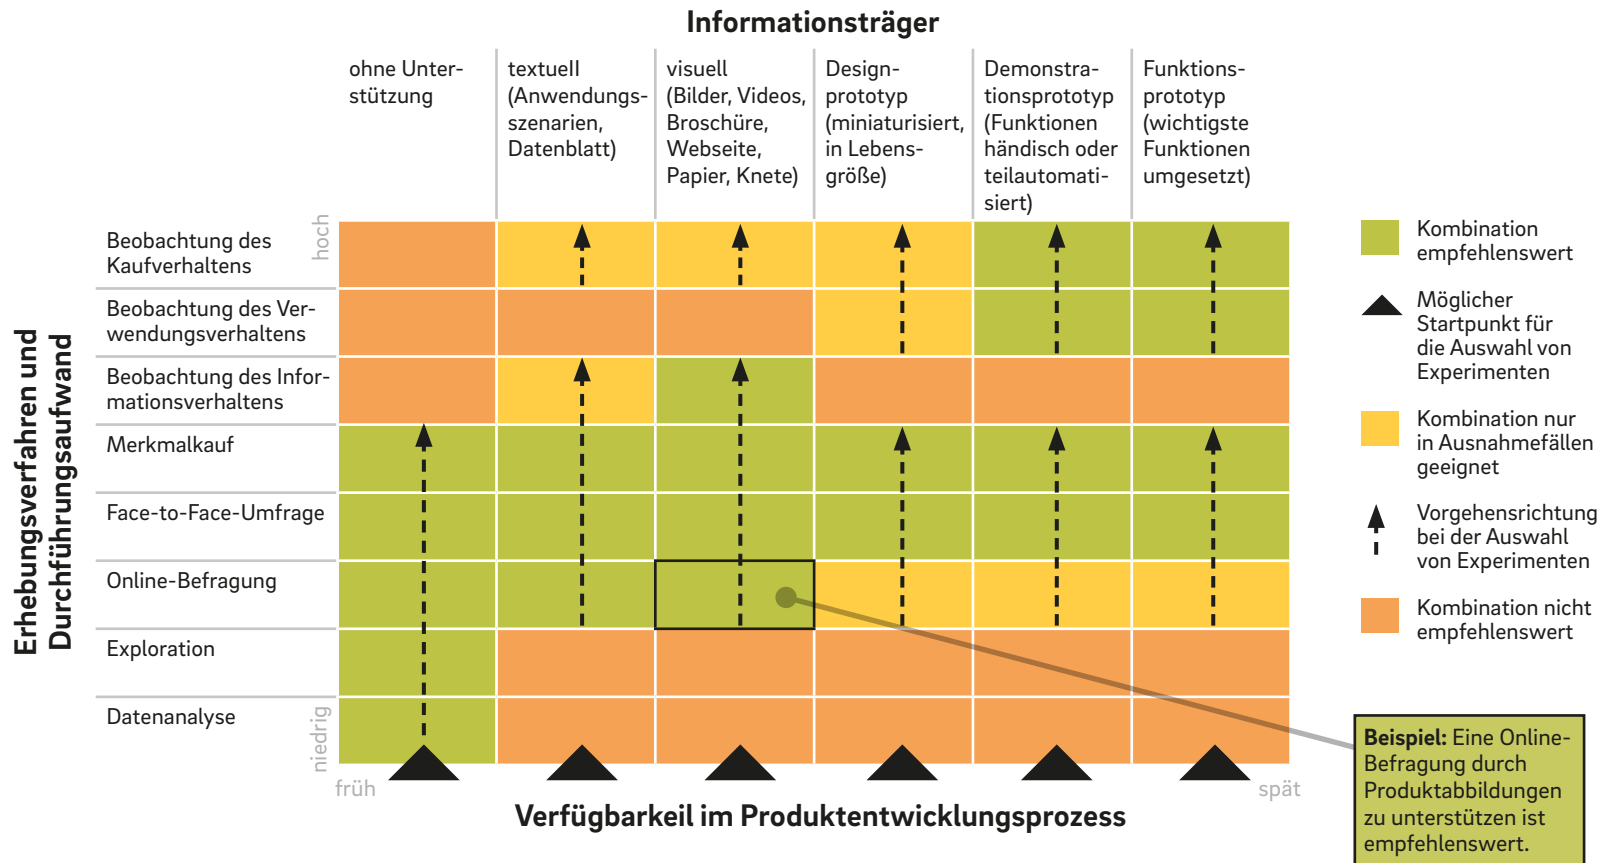 Informationsträger
ohne Unter-
stützung
textuell
(Anwendungs-
szenarien,
Datenblatt)
visuell
(Bilder, Videos,
Broschüre,
Webseite,
Papier, Knete)
Design-
prototyp
(miniaturisiert,
in Lebens-
größe)
Demonstra-
tionsprototyp
(Funktionen
händisch oder
teilautomati-
siert)
Funktions-
prototyp
(wichtigste
Funktionen
umgesetzt)
Erhebungsverfahren und
Durchführungsaufwand
hoch
Beobachtung des
Kaufverhaltens
Beobachtung des Ver-
wendungsverhaltens
Beobachtung des Infor-
mationsverhaltens
Merkmalkauf
Face-to-Face-Umfrage
Online-Befragung
Exploration
Datenanalyse
niedrig
früh
spät
Verfügbarkeil im Produktentwicklungsprozess
Kombination
empfehlenswert
Möglicher
Startpunkt für
die Auswahl von
Experimenten
Kombination nur
in Ausnahmefällen
geeignet
Vorgehensrichtung
bei der Auswahl
von Experimenten
Kombination nicht
empfehlenswert
Beispiel: Eine Online-
Befragung durch
Produktabbildungen
zu unterstützen ist
empfehlenswert.